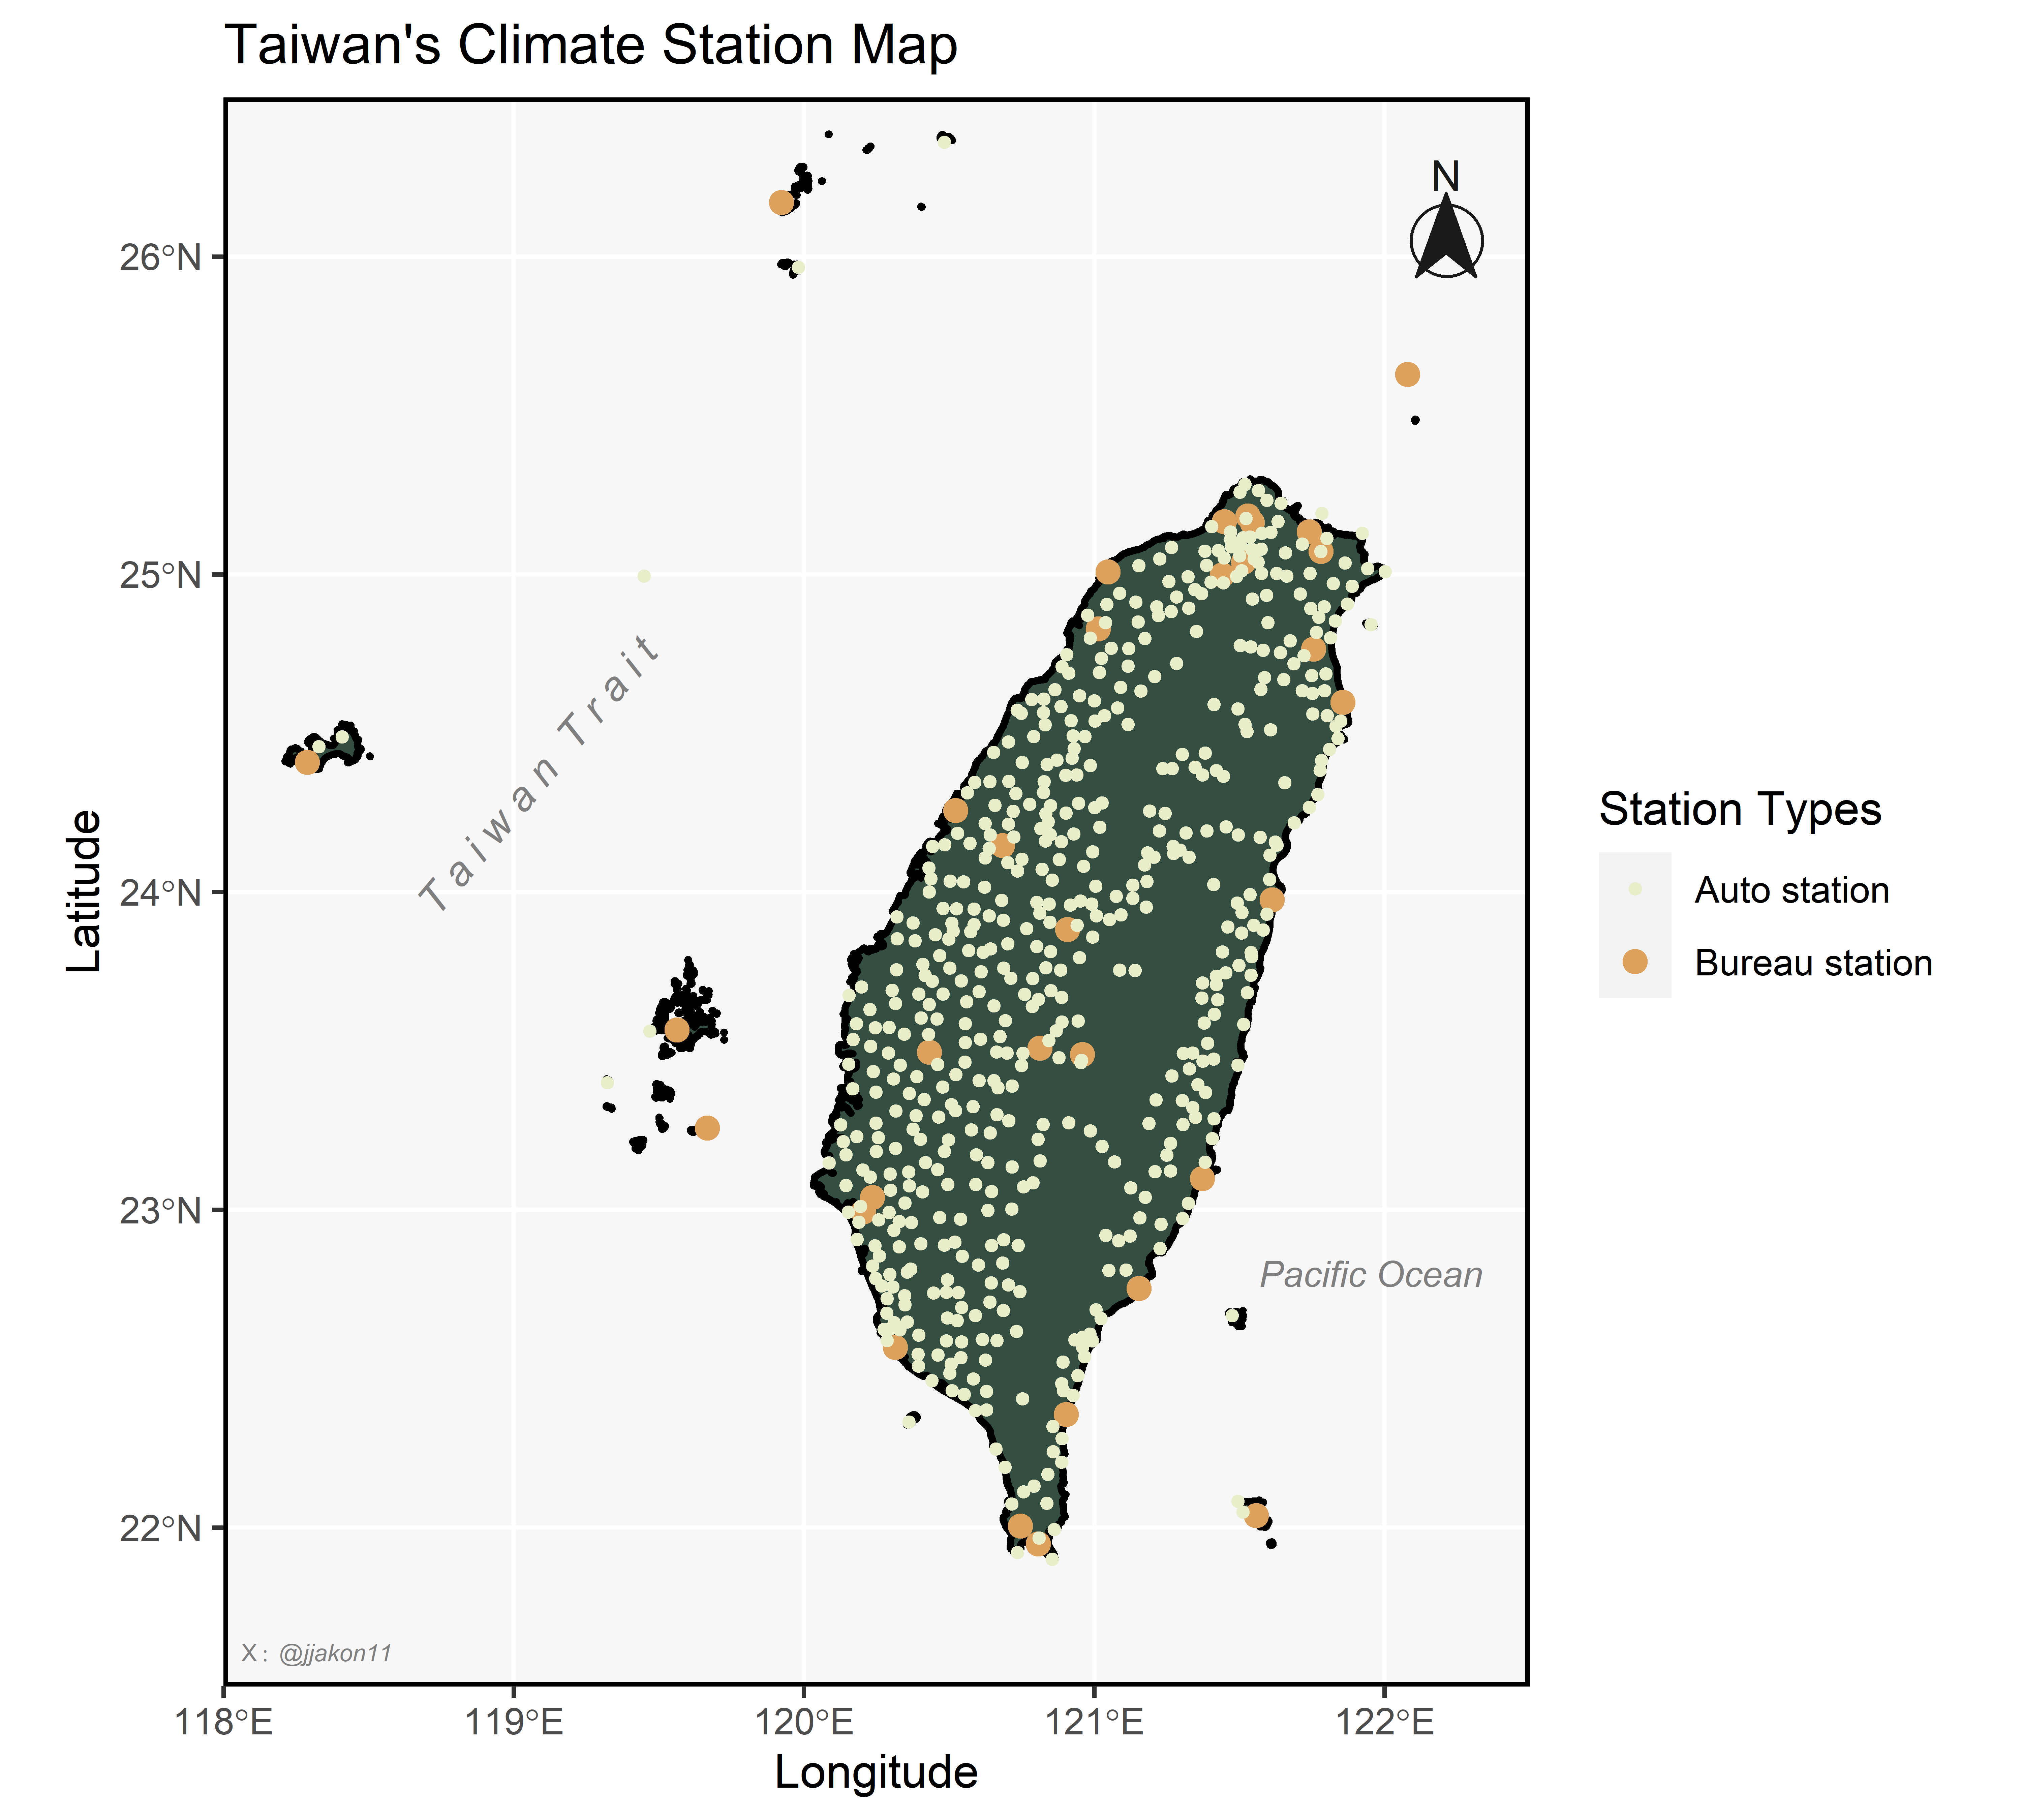 Taiwan's Climate Station Map
N
26°N
25°N
24°N
23°N
22°N
Latitude
Taiwan Trait
Pacific Ocean
X: @jjakon11
118°E
119°E
120°E
121°E
122°E
Longitude
Station Types
Auto station
Bureau station